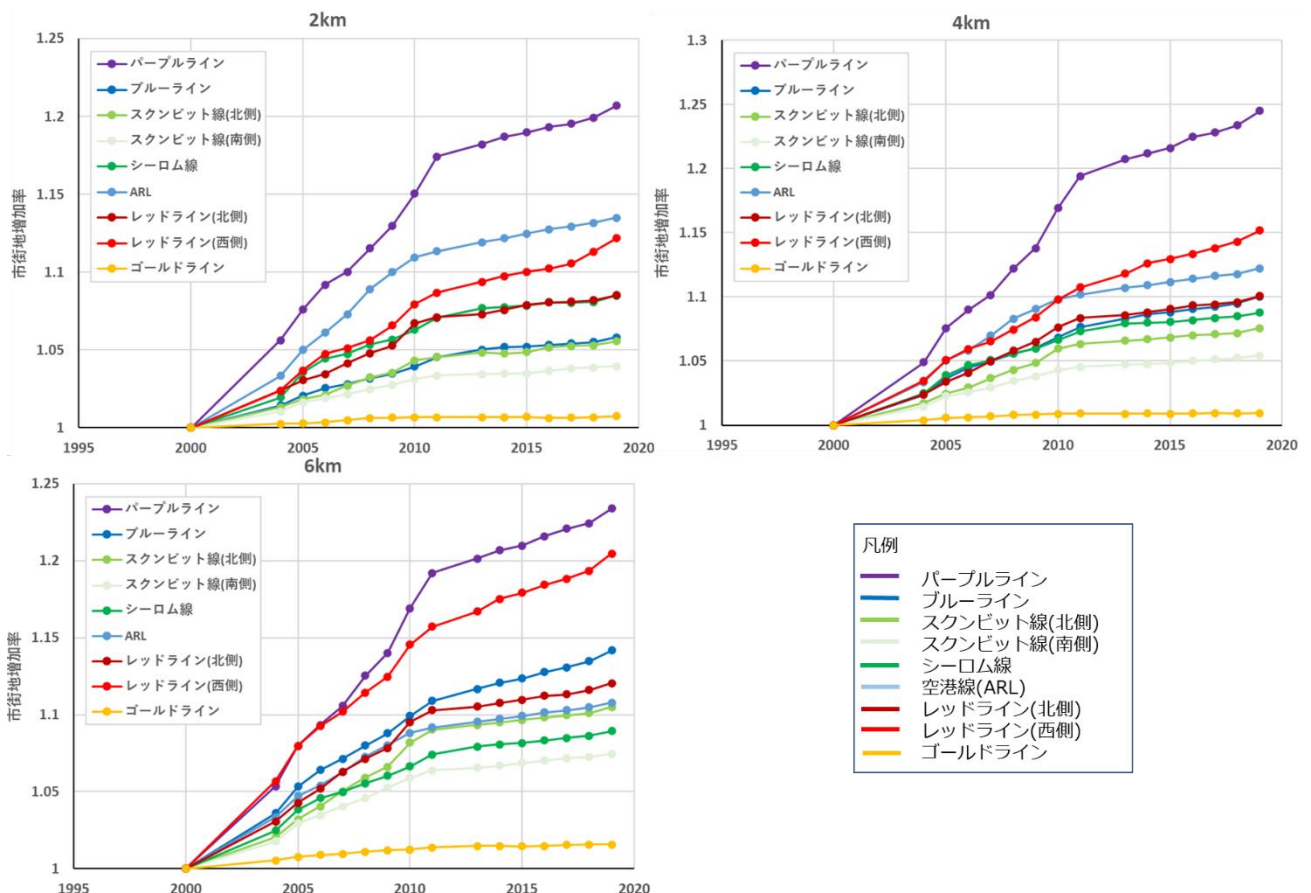 2km
1.25
1.2
1.15
1.1
1.05
1
市街地増加率
パープルライン
ブルーライン
スクンビット線(北側)
スクンビット線(南側)
シーロム線
ARL
レッドライン(北側)
レッドライン(西側)
ゴールドライン
1995
2000
2005
2010
2015
2020
4km
1.3
1.25
1.2
1.15
1.1
1.05
1
市街地増加率
パープルライン
ブルーライン
スクンビット線(北側)
スクンビット線(南側)
シーロム線
ARL
レッドライン(北側)
レッドライン(西側)
ゴールドライン
1995
2000
2005
2010
2015
2020
6km
1.25
1.2
1.15
1.1
1.05
1
市街地増加率
パープルライン
ブルーライン
スクンビット線(北側)
スクンビット線(南側)
シーロム線
ARL
レッドライン(北側)
レッドライン(西側)
ゴールドライン
1995
2000
2005
2010
2015
2020
凡例
パープルライン
ブルーライン
スクンビット線(北側)
スクンビット線(南側)
シーロム線
空港線(ARL)
レッドライン(北側)
レッドライン(西側)
ゴールドライン